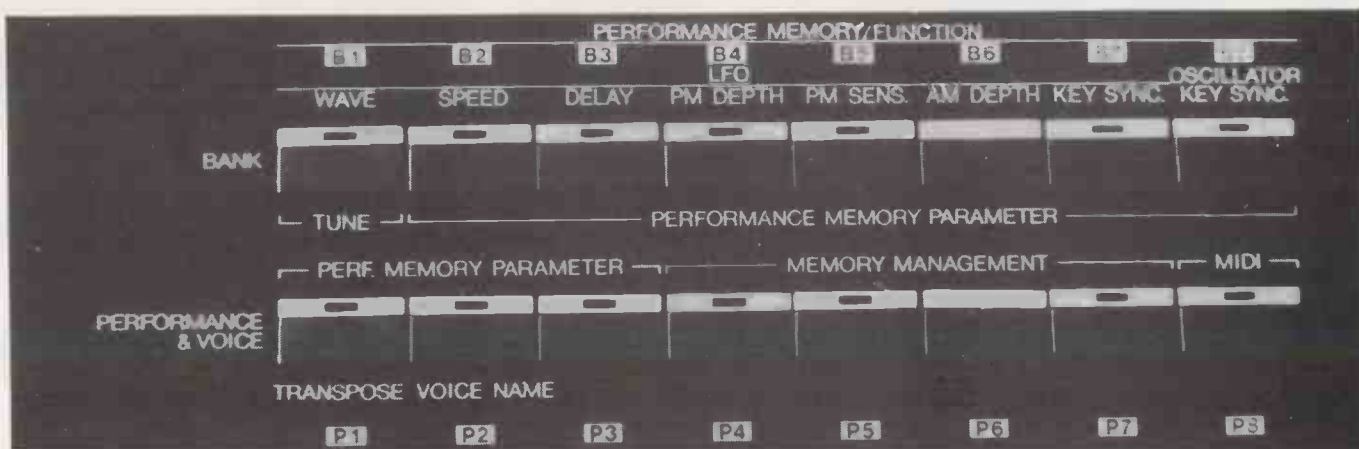 PERFORMANCE MEMORY/FUNCTION
B1 B2 B3 B4 B5 B6
LFO
OSCILLATOR
WAVE SPEED DELAY PM DEPTH PM SENS. AM DEPTH KEY SYNC. KEY SYNC.
BANK
TUNE PERFORMANCE MEMORY PARAMETER
PERF. MEMORY PARAMETER MEMORY MANAGEMENT MIDI
PERFORMANCE
& VOICE
TRANSPOSE VOICE NAME
P1 P2 P3 P4 P5 P6 P7 P8